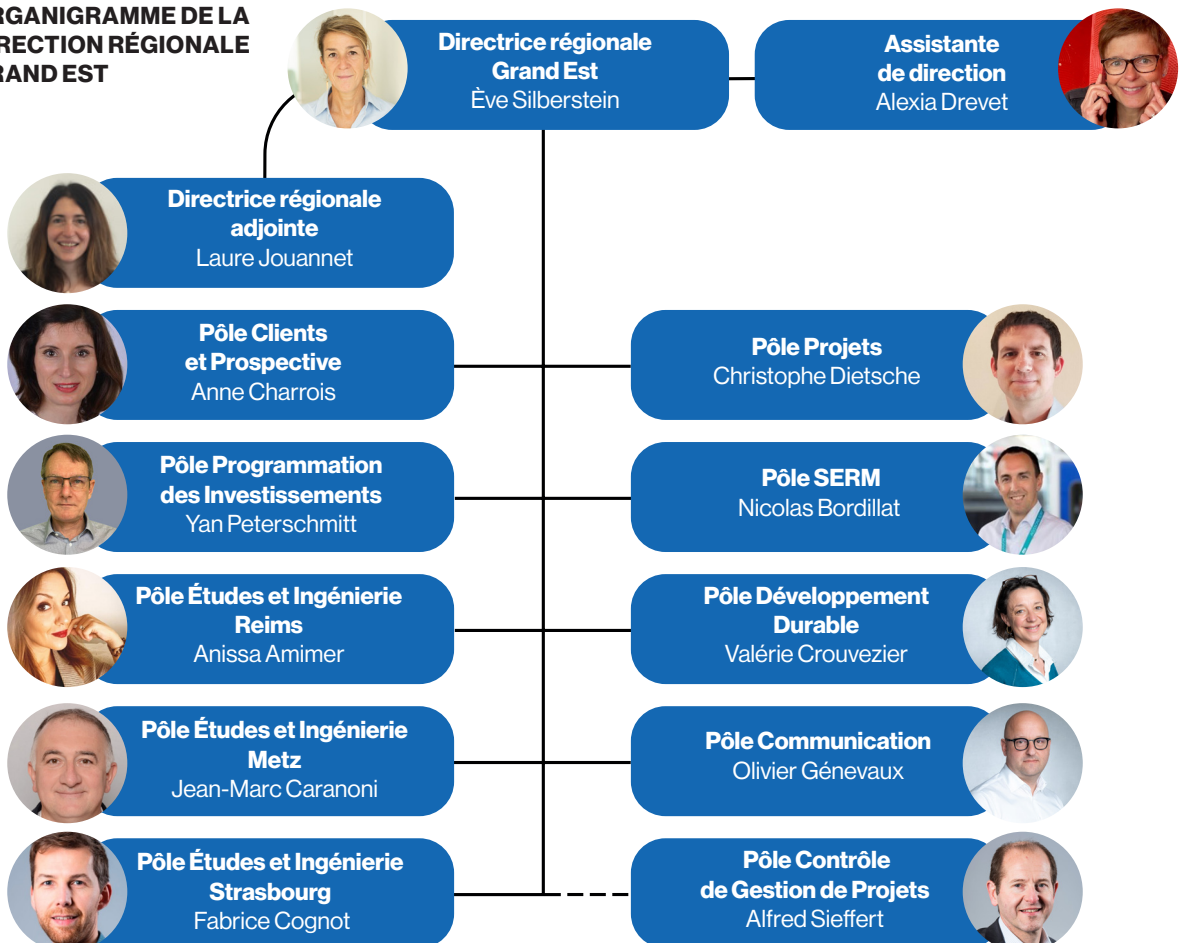 RGANIGRAMME DE LA
IRECTION RÉGIONALE
RAND EST
Directrice régionale
Grand Est
Ève Silberstein
Assistante
de direction
Alexia Drevet
Directrice régionale
adjointe
Laure Jouannet
Pôle Clients
et Prospective
Anne Charrois
Pôle Projets
Christophe Dietsche
Pôle Programmation
des Investissements
Yan Peterschmitt
Pôle SERM
Nicolas Bordillat
Pôle Études et Ingénierie
Reims
Anissa Amimer
Pôle Développement
Durable
Valérie Crouvezier
Pôle Études et Ingénierie
Metz
Jean-Marc Caranoni
Pôle Communication
Olivier Génevaux
Pôle Études et Ingénierie
Strasbourg
Fabrice Cognot
Pôle Contrôle
de Gestion de Projets
Alfred Sieffert